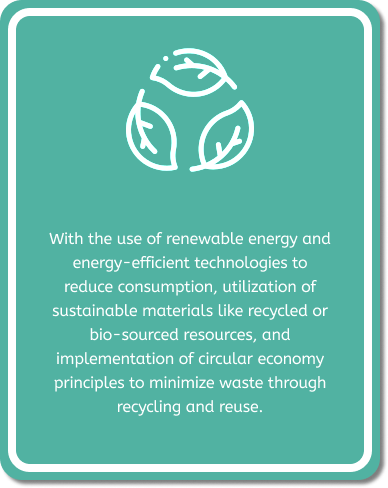 With the use of renewable energy and
energy-efficient technologies to
reduce consumption, utilization of
sustainable materials like recycled or
bio-sourced resources, and
implementation of circular economy
principles to minimize waste through
recycling and reuse.